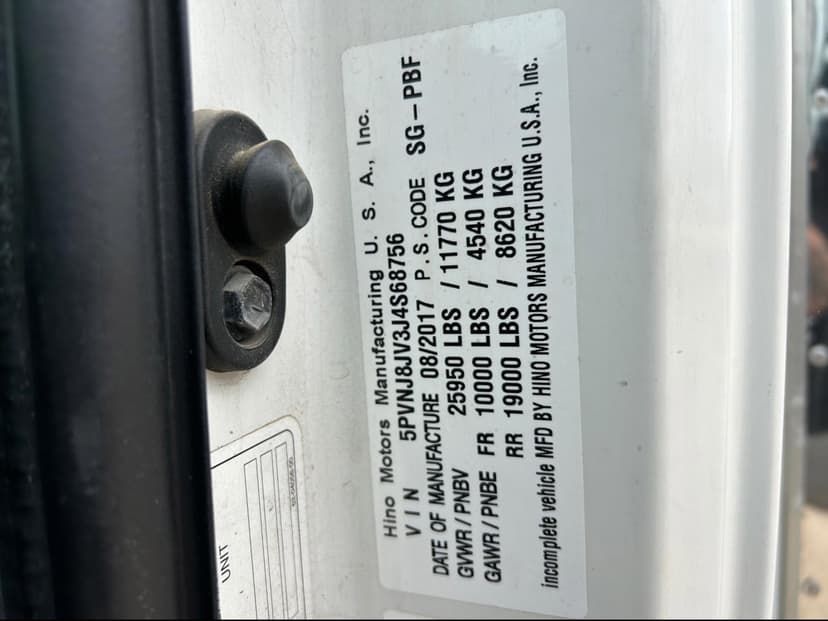 Hino Motors Manufacturing U. S. A., Inc.
VIN 5PVNJ8JV3J4S68756
DATE OF MANUFACTURE 08/2017 P.S.CODE SG-PBF
GVWR/PNBV 25950 LBS / 11770 KG
GAWR/PNBE FR 10000 LBS / 4540 KG
RR 19000 LBS / 8620 KG
incomplete vehicle MFD BY HINO MOTORS MANUFACTURING U.S.A., Inc.
UNIT